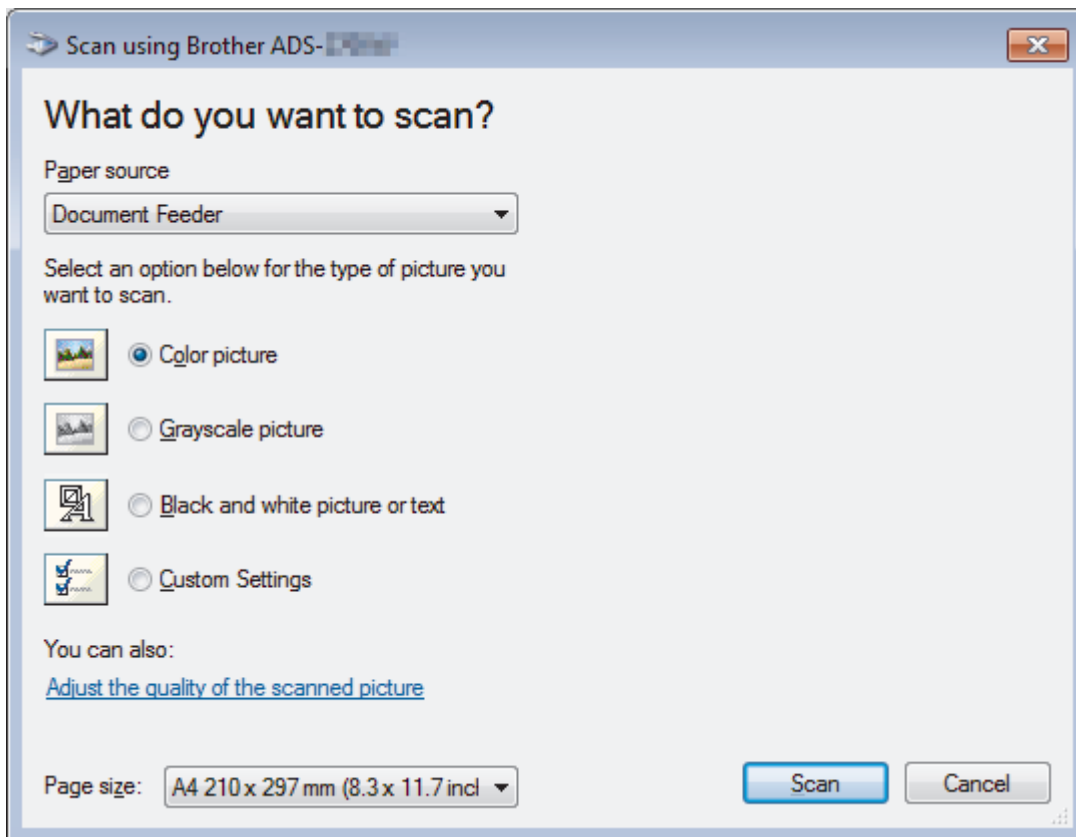 Scan using Brother ADS-
What do you want to scan?
Paper source
Document Feeder
Select an option below for the type of picture you
want to scan.
Color picture
Grayscale picture
Black and white picture or text
Custom Settings
You can also:
Adjust the quality of the scanned picture
Page size: A4 210 x 297 mm (8.3 x 11.7 incl
Scan Cancel